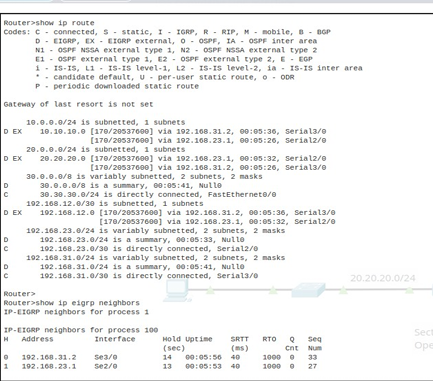 Router>show ip route
Codes: C - connected, S - static, I - IGRP, R - RIP, M - mobile, B - BGP
D - EIGRP, EX - EIGRP external, O - OSPF, IA - OSPF inter area
N1 - OSPF NSSA external type 1, N2 - OSPF NSSA external type 2
E1 - OSPF external type 1, E2 - OSPF external type 2, E - EGP
i - IS-IS, L1 - IS-IS level-1, L2 - IS-IS level-2, ia - IS-IS inter area
* - candidate default, U - per-user static route, o - ODR
P - periodic downloaded static route
Gateway of last resort is not set
10.0.0.0/24 is subnetted, 1 subnets
D EX 10.10.10.0 [170/20537600] via 192.168.31.2, 00:05:36, Serial3/0
[170/20537600] via 192.168.23.1, 00:05:26, Serial2/0
20.0.0.0/24 is subnetted, 1 subnets
D EX 20.20.20.0 [170/20537600] via 192.168.23.1, 00:05:32, Serial2/0
[170/20537600] via 192.168.31.2, 00:05:26, Serial3/0
30.0.0.0/8 is variably subnetted, 2 subnets, 2 masks
D 30.0.0.0/8 is a summary, 00:05:41, Null0
C 30.30.30.0/24 is directly connected, FastEthernet0/0
192.168.12.0/30 is subnetted, 1 subnets
D EX 192.168.12.0 [170/20537600] via 192.168.31.2, 00:05:36, Serial3/0
[170/20537600] via 192.168.23.1, 00:05:32, Serial2/0
192.168.23.0/24 is variably subnetted, 2 subnets, 2 masks
D 192.168.23.0/24 is a summary, 00:05:33, Null0
C 192.168.23.0/30 is directly connected, Serial2/0
192.168.31.0/24 is variably subnetted, 2 subnets, 2 masks
D 192.168.31.0/24 is a summary, 00:05:41, Null0
C 192.168.31.0/30 is directly connected, Serial3/0
20.20.20.0/24
Router>
Router>show ip eigrp neighbors
IP-EIGRP neighbors for process 1
Sect
Ope
IP-EIGRP neighbors for process 100
H Address Interface Hold Uptime SRTT RTO Q Seq
(sec) (ms) Cnt Num
0 192.168.31.2 Se3/0 14 00:05:56 40 1000 0 33
1 192.168.23.1 Se2/0 13 00:05:53 40 1000 0 27